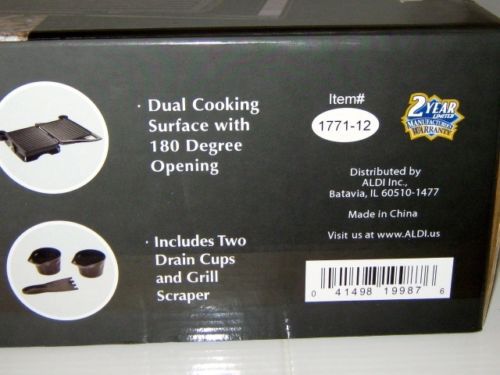 · Dual Cooking
Surface with
180 Degree
Opening
· Includes Two
Drain Cups
and Grill
Scraper
Item#
1771-12
2 YEAR
LIMITED
MANUFACTURER'S
WARRANTY
Distributed by
ALDI Inc.,
Batavia, IL 60510-1477
Made in China
Visit us at www.ALDI.us
0 41498 19987 6